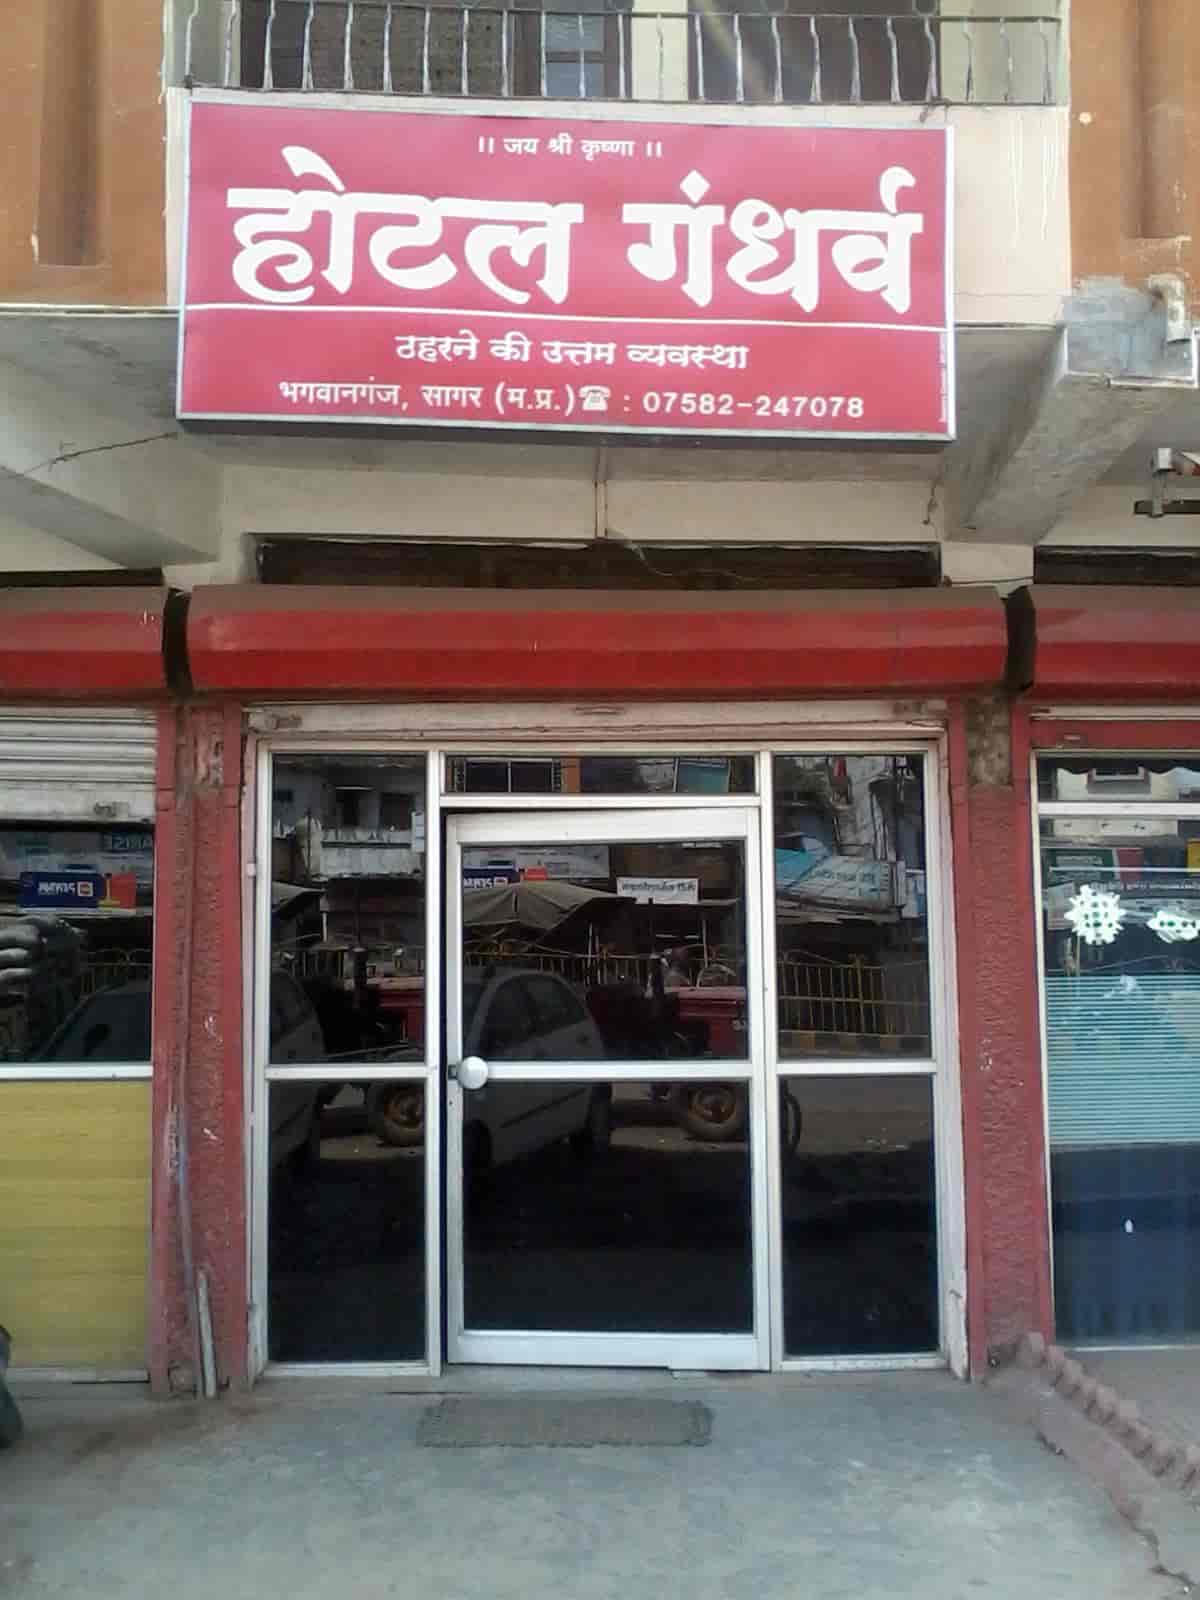 ।। जय श्री कृष्णा ।।
होटल गंधर्व
ठहरने की उत्तम व्यवस्था
भगवानगंज, सागर (म.प्र.)☎ : 07582-247078